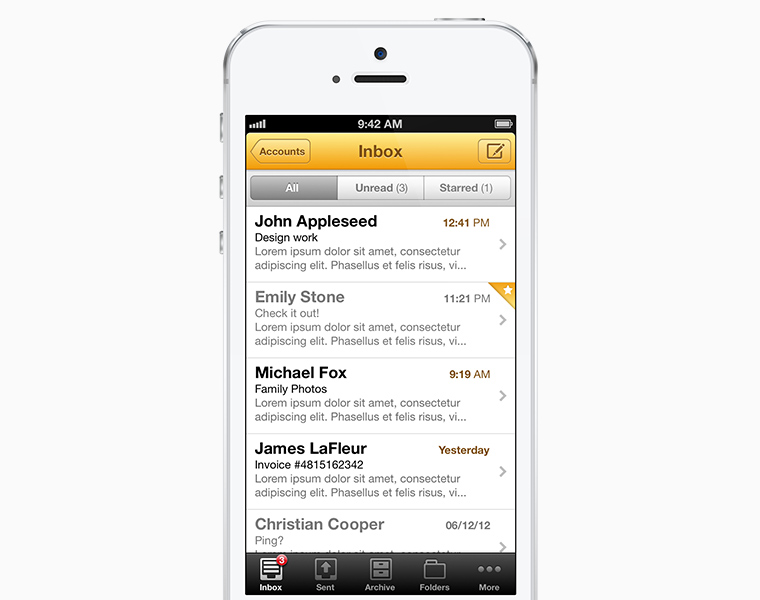 9:42 AM
Accounts
Inbox
All
Unread (3)
Starred (1)
John Appleseed
12:41 PM
Design work
Lorem ipsum dolor sit amet, consectetur
adipiscing elit. Phasellus et felis risus, vi...
Emily Stone
11:21 PM
Check it out!
Lorem ipsum dolor sit amet, consectetur
adipiscing elit. Phasellus et felis risus, vi...
Michael Fox
9:19 AM
Family Photos
Lorem ipsum dolor sit amet, consectetur
adipiscing elit. Phasellus et felis risus, vi...
James LaFleur
Yesterday
Invoice #4815162342
Lorem ipsum dolor sit amet, consectetur
adipiscing elit. Phasellus et felis risus, vi...
Christian Cooper
06/12/12
Ping?
3
Inbox
Sent
Archive
Folders
More